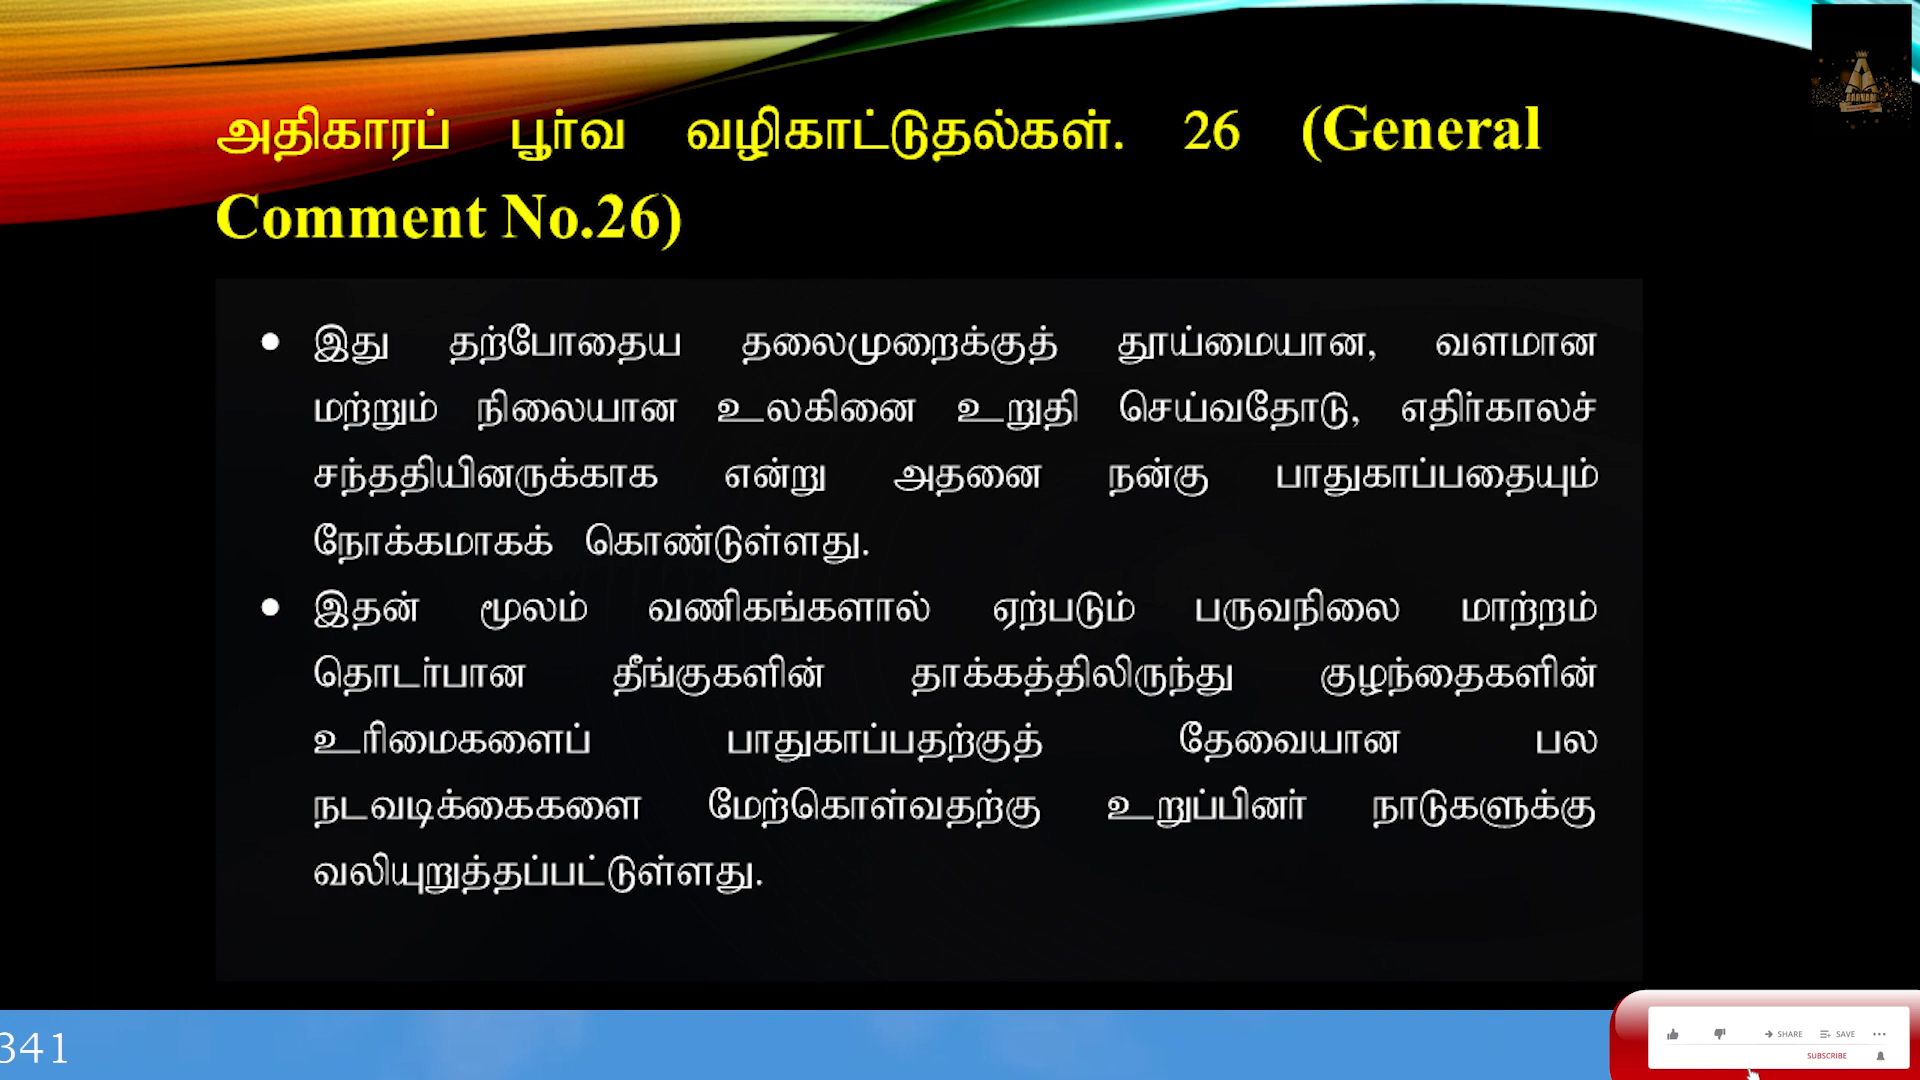 அதிகாரப் பூர்வ வழிகாட்டுதல்கள். 26 (General
Comment No.26)
• இது தற்போதைய தலைமுறைக்குத் தூய்மையான, வளமான
மற்றும் நிலையான உலகினை உறுதி செய்வதோடு, எதிர்காலச்
சந்ததியினருக்காக என்று அதனை நன்கு பாதுகாப்பதையும்
நோக்கமாகக் கொண்டுள்ளது.
• இதன் மூலம் வணிகங்களால் ஏற்படும் பருவநிலை மாற்றம்
தொடர்பான தீங்குகளின் தாக்கத்திலிருந்து குழந்தைகளின்
உரிமைகளைப் பாதுகாப்பதற்குத் தேவையான பல
நடவடிக்கைகளை மேற்கொள்வதற்கு உறுப்பினர் நாடுகளுக்கு
வலியுறுத்தப்பட்டுள்ளது.
341
SHARE SAVE
SUBSCRIBE